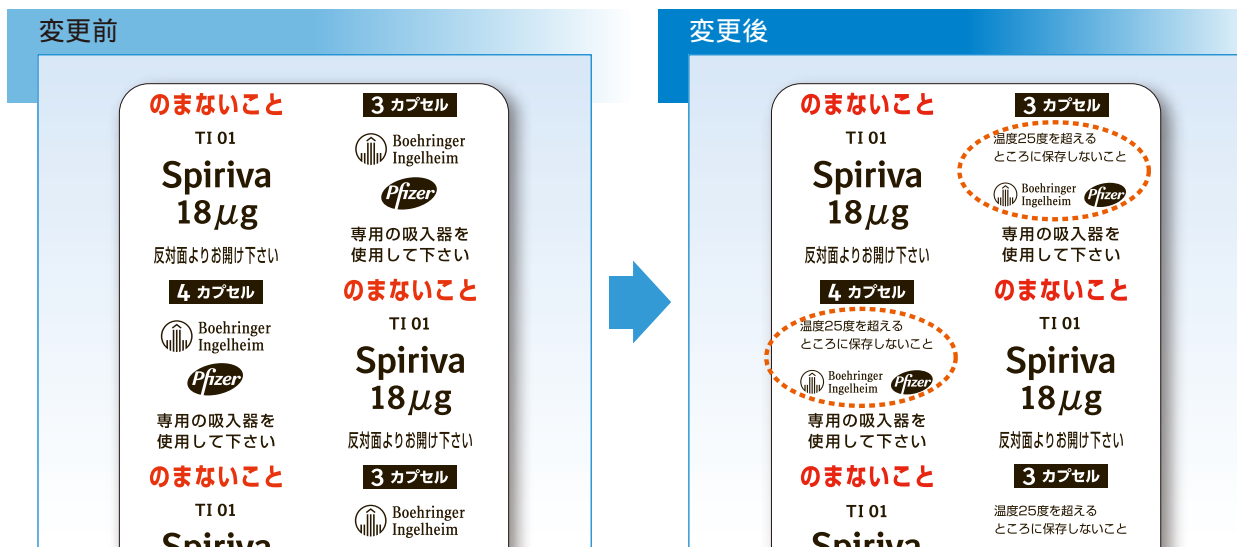 変更前
のまないこと
TI 01
Spiriva
18μg
反対面よりお開け下さい
3 カプセル
Boehringer
Ingelheim
Pfizer
専用の吸入器を
使用して下さい
4 カプセル
Boehringer
Ingelheim
Pfizer
専用の吸入器を
使用して下さい
のまないこと
TI 01
Spiriva
18μg
反対面よりお開け下さい
のまないこと
TI 01
Spiriva
3 カプセル
Boehringer
Ingelheim
変更後
のまないこと
TI 01
Spiriva
18μg
反対面よりお開け下さい
3 カプセル
温度25度を超える
ところに保存しないこと
Boehringer
Ingelheim
Pfizer
専用の吸入器を
使用して下さい
4 カプセル
温度25度を超える
ところに保存しないこと
Boehringer
Ingelheim
Pfizer
専用の吸入器を
使用して下さい
のまないこと
TI 01
Spiriva
18μg
反対面よりお開け下さい
のまないこと
TI 01
Spiriva
3 カプセル
温度25度を超える
ところに保存しないこと